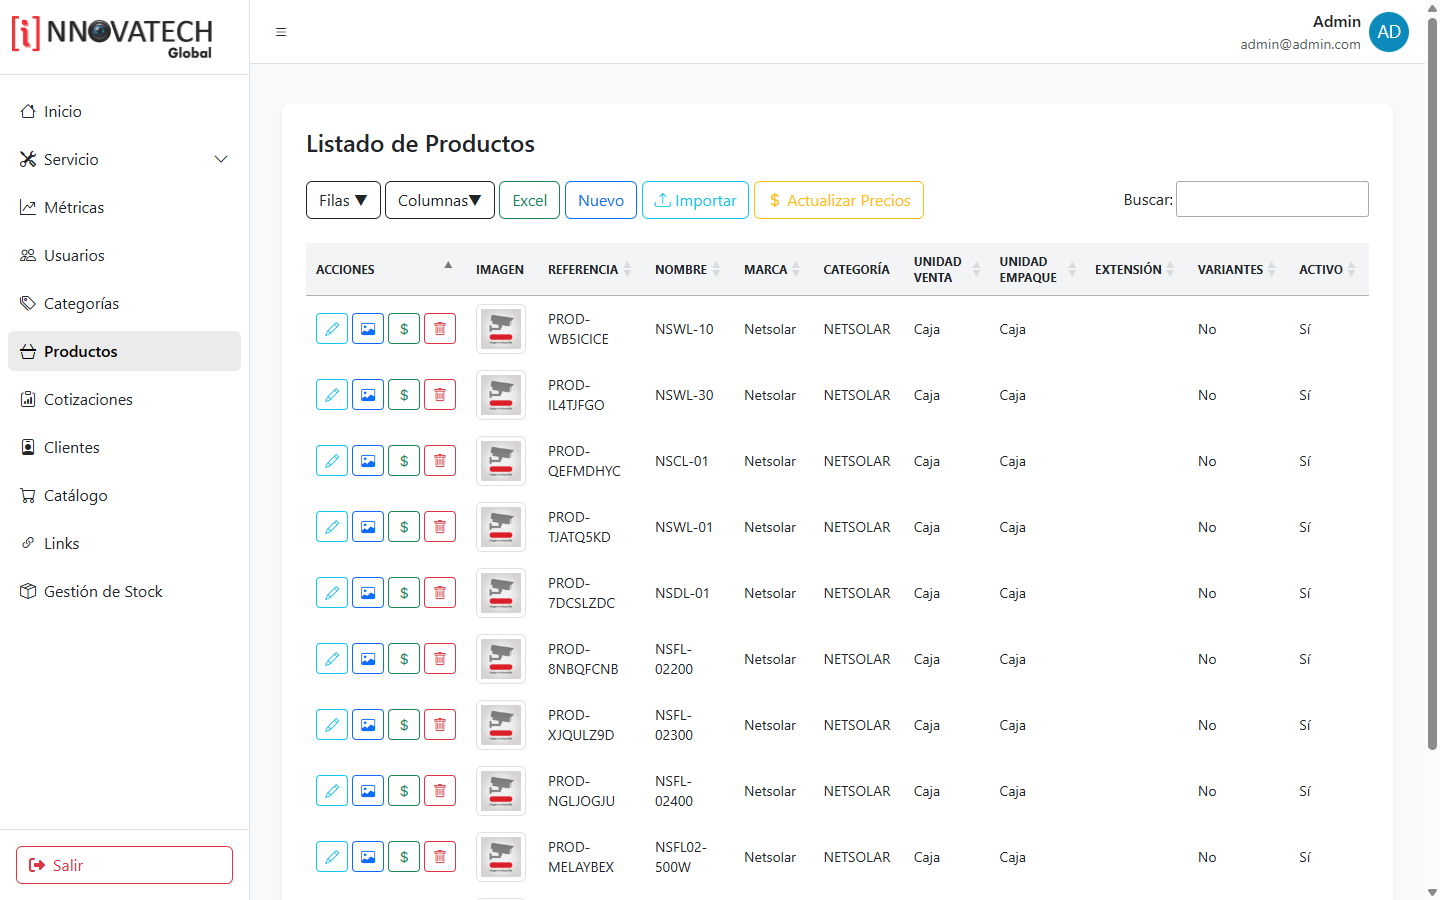 [i] NNOVATECH
Global
Admin
admin@admin.com
AD
Inicio
Servicio
Métricas
Usuarios
Categorías
Productos
Cotizaciones
Clientes
Catálogo
Links
Gestión de Stock
Salir
Listado de Productos
Filas ▼ Columnas▼ Excel Nuevo Importar $ Actualizar Precios Buscar:
ACCIONES IMAGEN REFERENCIA NOMBRE MARCA CATEGORÍA UNIDAD VENTA UNIDAD EMPAQUE EXTENSIÓN VARIANTES ACTIVO
$ PROD-WB5ICICE NSWL-10 Netsolar NETSOLAR Caja Caja No Sí
$ PROD-IL4TJFGO NSWL-30 Netsolar NETSOLAR Caja Caja No Sí
$ PROD-QEFMDHYC NSCL-01 Netsolar NETSOLAR Caja Caja No Sí
$ PROD-TJATQ5KD NSWL-01 Netsolar NETSOLAR Caja Caja No Sí
$ PROD-7DCSLZDC NSDL-01 Netsolar NETSOLAR Caja Caja No Sí
$ PROD-8NBQFCNB NSFL-02200 Netsolar NETSOLAR Caja Caja No Sí
$ PROD-XJQULZ9D NSFL-02300 Netsolar NETSOLAR Caja Caja No Sí
$ PROD-NGLJOGJU NSFL-02400 Netsolar NETSOLAR Caja Caja No Sí
$ PROD-MELAYBEX NSFL02-500W Netsolar NETSOLAR Caja Caja No Sí